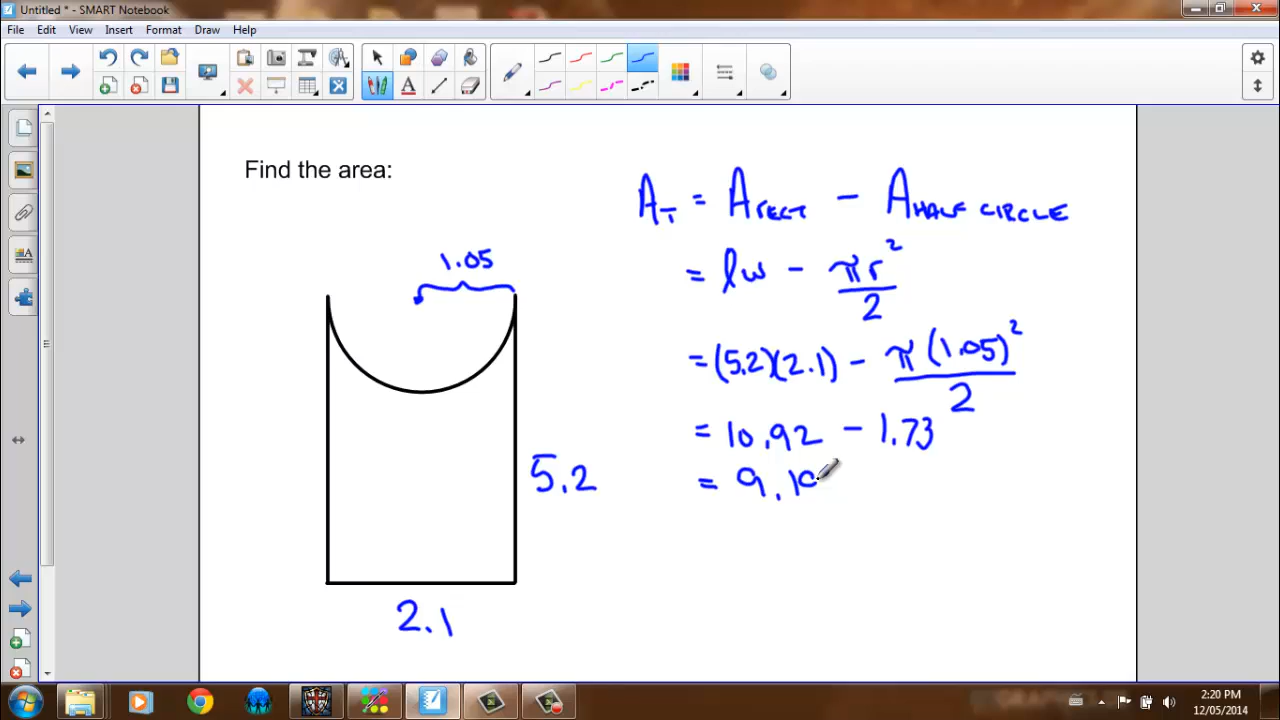 Untitled * - SMART Notebook
File Edit View Insert Format Draw Help
Find the area:
A_T = A_RECT - A_HALF CIRCLE
= lw - πr²/2
= (5.2)(2.1) - π(1.05)²/2
= 10.92 - 1.73
= 9.19
1.05
5.2
2.1
2:20 PM
12/05/2014